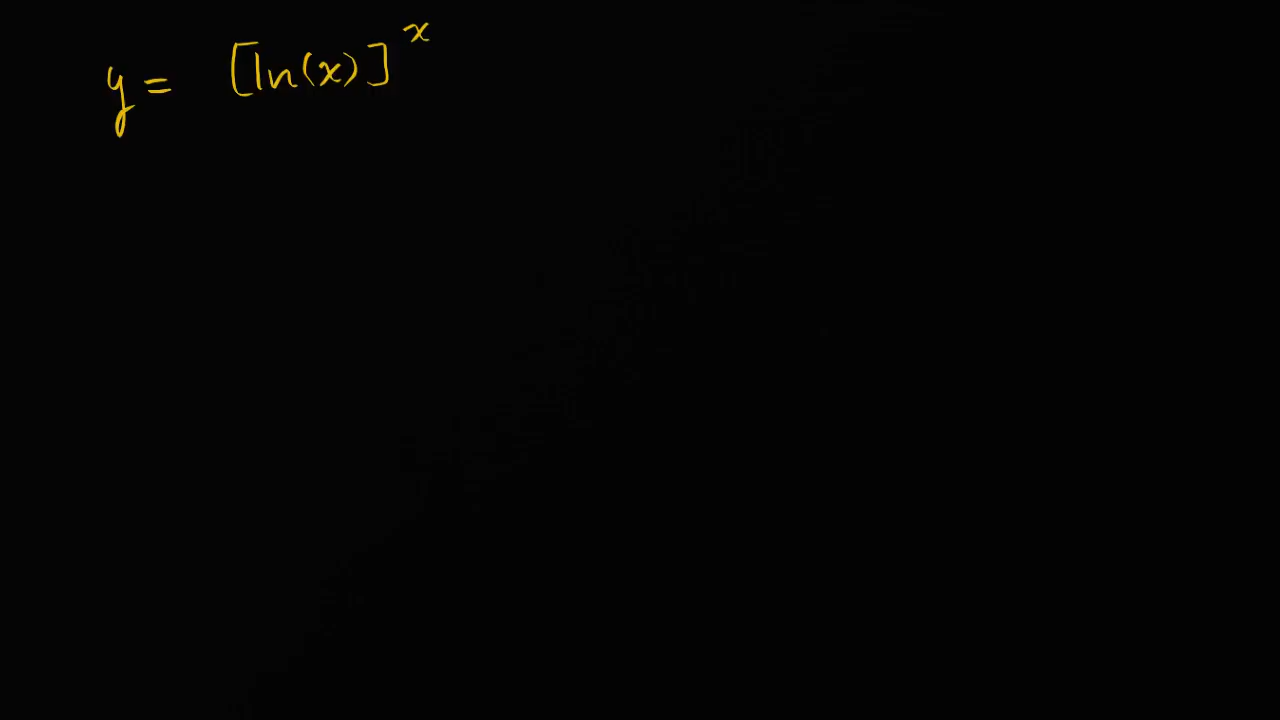 y = [ln(x)]^x